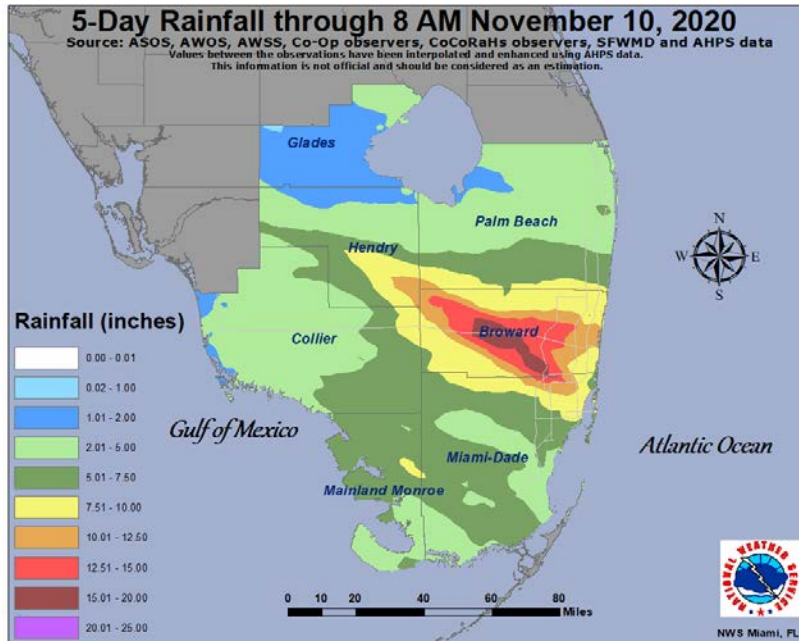 5-Day Rainfall through 8 AM November 10, 2020
Source: ASOS, AWOS, AWSS, Co-Op observers, CoCoRaHs observers, SFWMD and AHPS data
Values between the observations have been interpolated and enhanced using AHPS data.
This information is not official and should be considered as an estimation.
Glades
Palm Beach
Hendry
N
W E
S
Rainfall (inches)
0.00 - 0.01
0.02 - 1.00
1.01 - 2.00
2.01 - 5.00
5.01 - 7.50
7.51 - 10.00
10.01 - 12.50
12.51 - 15.00
15.01 - 20.00
20.01 - 25.00
Collier
Broward
Gulf of Mexico
Miami-Dade
Atlantic Ocean
Mainland Monroe
0 20 40 60 80
Miles
NATIONAL WEATHER SERVICE
NWS Miami, FL